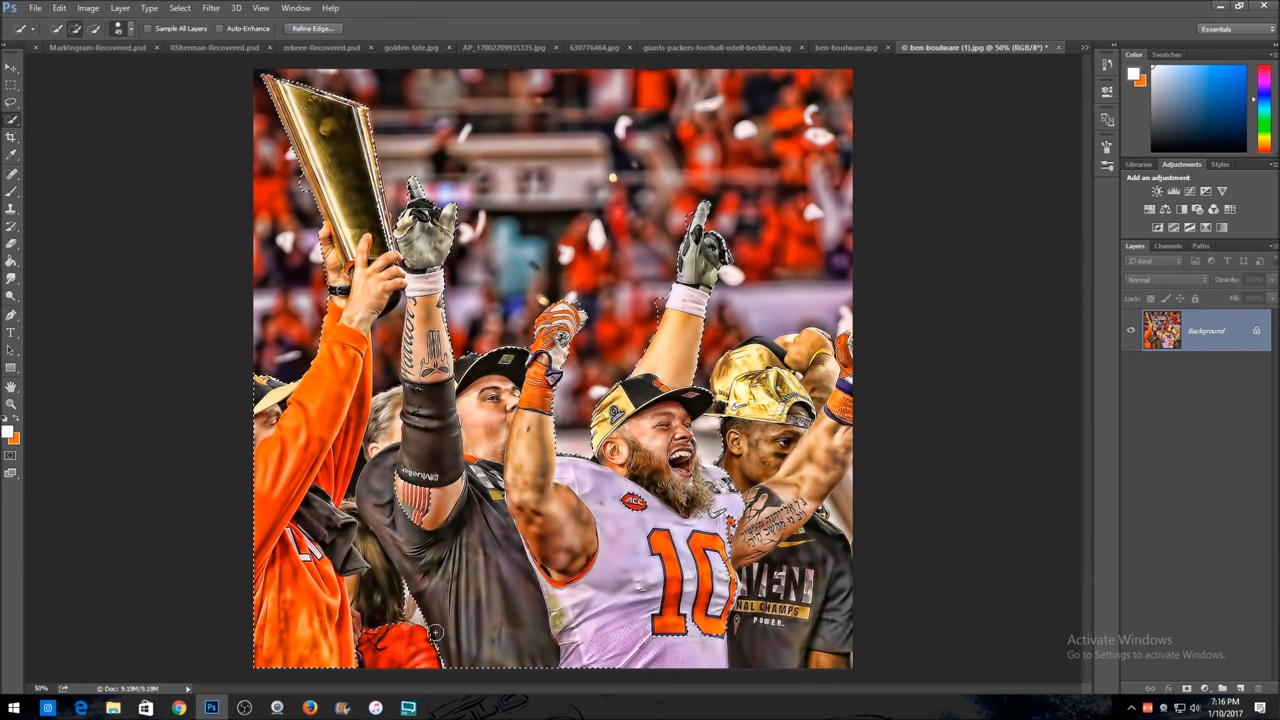 Ps File Edit Image Layer Type Select Filter 3D View Window Help
49 Sample All Layers Auto-Enhance Refine Edge... Essentials
MarkIngram-Recovered.psd RSherman-Recovered.psd zekeee-Recovered.psd golden-tate.jpg AP_17002209935335.jpg 630776464.jpg giants-packers-football-odell-beckham.jpg ben-boulware.jpg © ben-boulware (1).jpg @ 50% (RGB/8*) *
Color Swatches
Libraries Adjustments Styles
Add an adjustment
Layers Channels Paths
Kind
Normal Opacity:
Lock: Fill:
Background
Mueller
ACC
10
NAL CHAMPS
POWER.
Activate Windows
Go to Settings to activate Windows.
50% Doc: 9.19M/9.19M
Ps 7:16 PM
1/10/2017